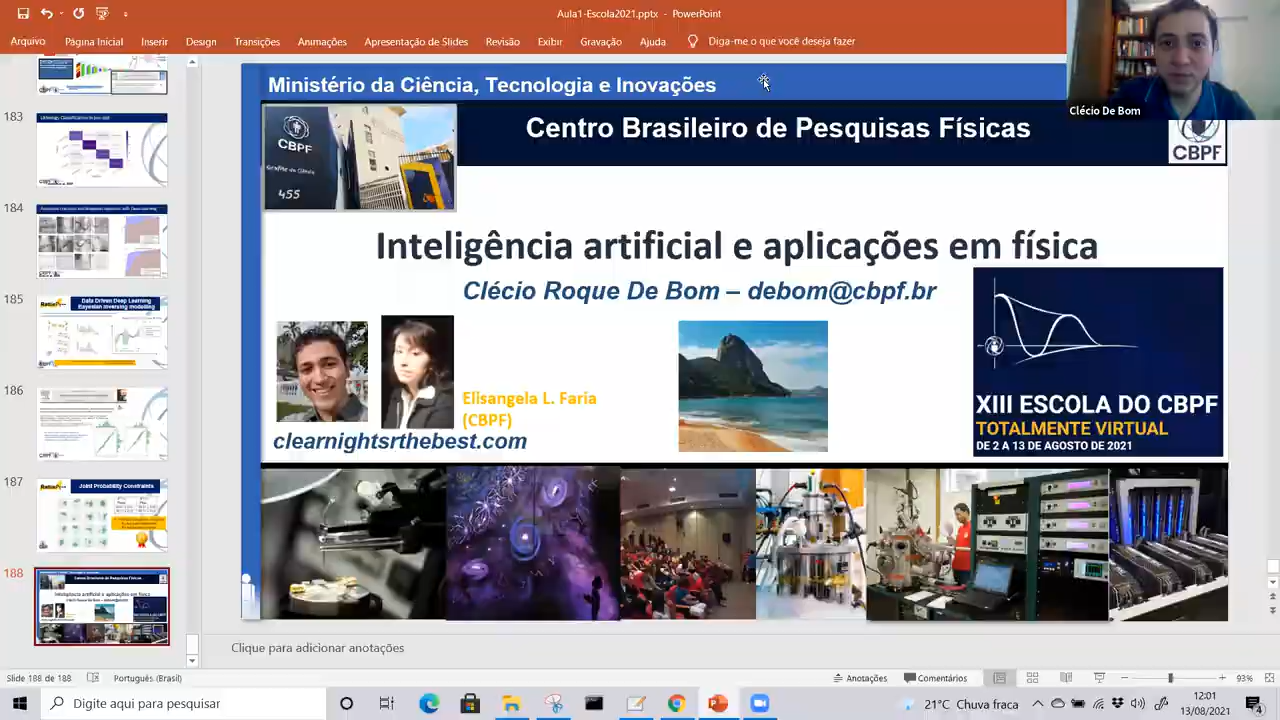 Aula1-Escola2021.pptx - PowerPoint
Arquivo
Página Inicial
Inserir
Design
Transições
Animações
Apresentação de Slides
Revisão
Exibir
Gravação
Ajuda
Diga-me o que você deseja fazer
Clécio De Bom
183
184
185
Data Driven Deep Learning
Bayesian Inversing modelling
186
187
Joint Probability Constraints
188
Ministério da Ciência, Tecnologia e Inovações
Centro Brasileiro de Pesquisas Físicas
CBPF
455
CBPF
Inteligência artificial e aplicações em física
Clécio Roque De Bom – debom@cbpf.br
Elisangela L. Faria
(CBPF)
clearnightsrthebest.com
XIII ESCOLA DO CBPF
TOTALMENTE VIRTUAL
DE 2 A 13 DE AGOSTO DE 2021
Clique para adicionar anotações
Slide 188 de 188
Português (Brasil)
Anotações
Comentários
93%
Digite aqui para pesquisar
21°C Chuva fraca
12:01
13/08/2021
4